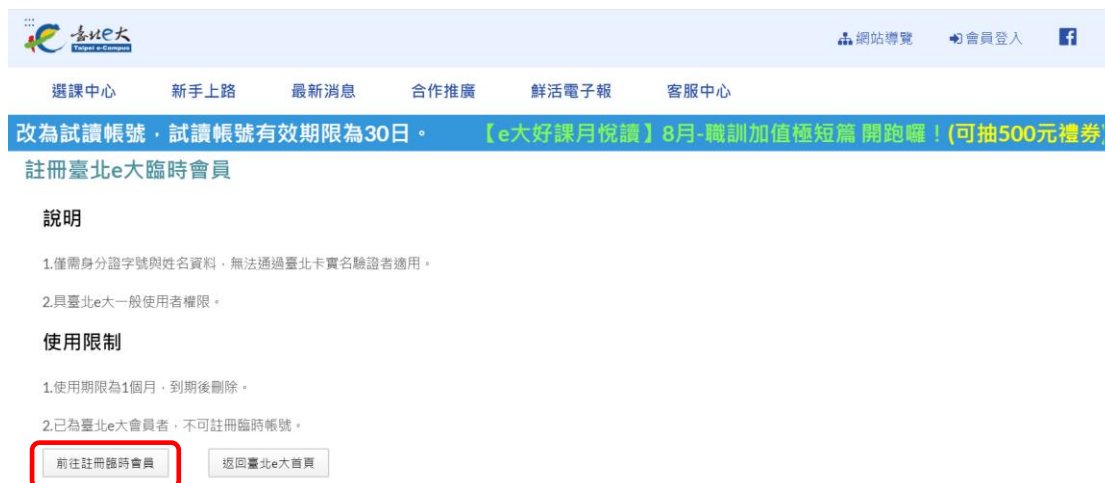 臺北e大
Taipei e-Campus
網站導覽 會員登入 f
選課中心 新手上路 最新消息 合作推廣 鮮活電子報 客服中心
改為試讀帳號，試讀帳號有效期限為30日。 【e大好課月悅讀】8月-職訓加值極短篇 開跑囉！(可抽500元禮券)
註冊臺北e大臨時會員
說明
1.僅需身分證字號與姓名資料，無法通過臺北卡實名驗證者適用。
2.具臺北e大一般使用者權限。
使用限制
1.使用期限為1個月，到期後刪除。
2.已為臺北e大會員者，不可註冊臨時帳號。
前往註冊臨時會員 返回臺北e大首頁